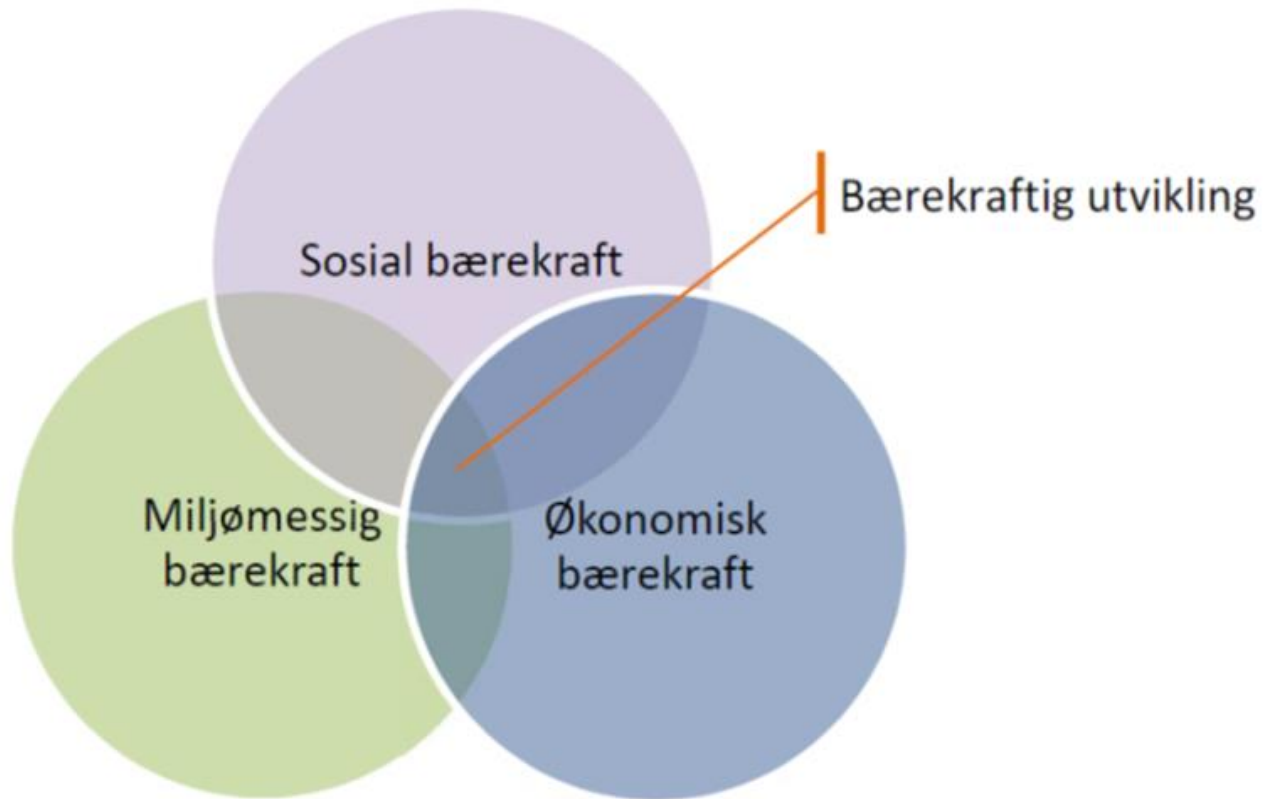 Bærekraftig utvikling
Sosial bærekraft
Miljømessig
bærekraft
Økonomisk
bærekraft